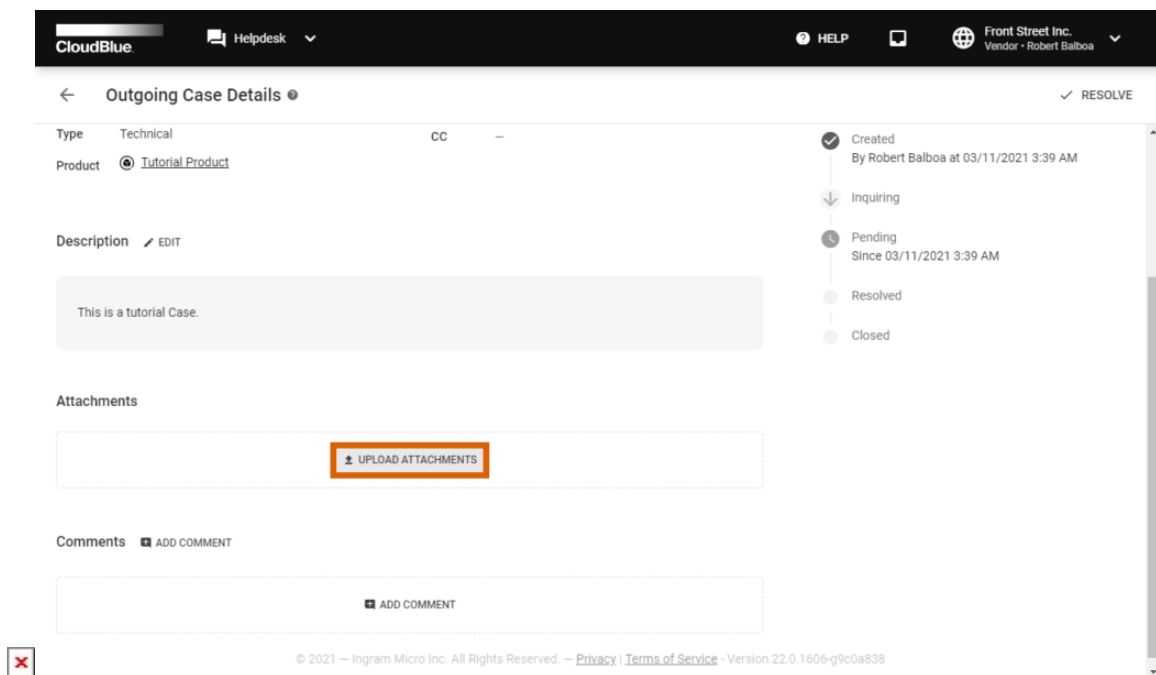 CloudBlue.
Helpdesk
HELP
Front Street Inc.
Vendor • Robert Balboa
Outgoing Case Details
RESOLVE
Type Technical
CC —
Product Tutorial Product
Created
By Robert Balboa at 03/11/2021 3:39 AM
Inquiring
Pending
Since 03/11/2021 3:39 AM
Resolved
Closed
Description EDIT
This is a tutorial Case.
Attachments
UPLOAD ATTACHMENTS
Comments ADD COMMENT
ADD COMMENT
© 2021 — Ingram Micro Inc. All Rights Reserved. — Privacy | Terms of Service - Version 22.0.1606-g9c0a838